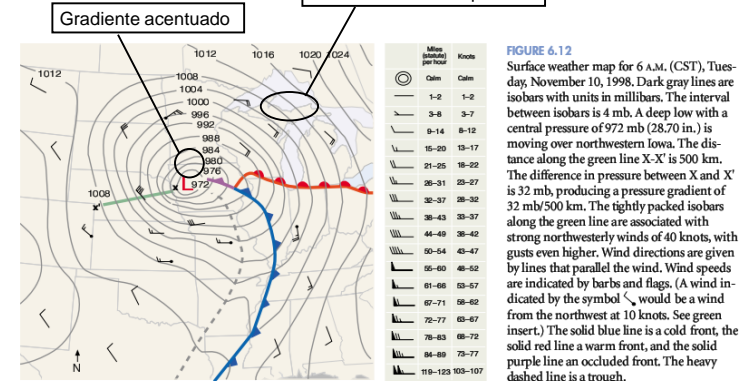 Gradiente acentuado
1012
1016
1020
1024
1012
1008
1004
1000
996
992
988
984
980
976
L
972
1008
X'
X
N
Miles (statute) per hour
Knots
Calm Calm
1–2 1–2
3–8 3–7
9–14 8–12
15–20 13–17
21–25 18–22
26–31 23–27
32–37 28–32
38–43 33–37
44–49 38–42
50–54 43–47
55–60 48–52
61–66 53–57
67–71 58–62
72–77 63–67
78–83 68–72
84–89 73–77
119–123 103–107
FIGURE 6.12
Surface weather map for 6 A.M. (CST), Tues-
day, November 10, 1998. Dark gray lines are
isobars with units in millibars. The interval
between isobars is 4 mb. A deep low with a
central pressure of 972 mb (28.70 in.) is
moving over northwestern Iowa. The dis-
tance along the green line X-X' is 500 km.
The difference in pressure between X and X'
is 32 mb, producing a pressure gradient of
32 mb/500 km. The tightly packed isobars
along the green line are associated with
strong northwesterly winds of 40 knots, with
gusts even higher. Wind directions are given
by lines that parallel the wind. Wind speeds
are indicated by barbs and flags. (A wind in-
dicated by the symbol would be a wind
from the northwest at 10 knots. See green
insert.) The solid blue line is a cold front, the
solid red line a warm front, and the solid
purple line an occluded front. The heavy
dashed line is a trough.